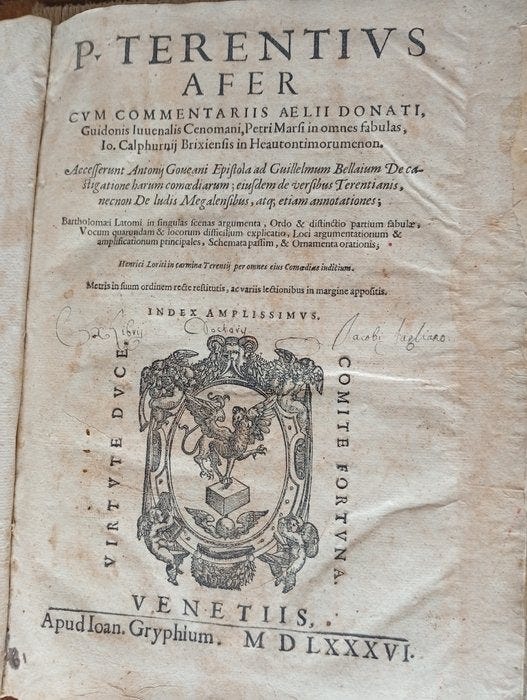 P. TERENTIVS
AFER
CVM COMMENTARIIS AELII DONATI,
Guidonis Iuuenalis Cenomani, Petri Marsi in omnes fabulas,
Io. Calphurnij Brixiensis in Heautontimorumenon.
Accesserunt Antonij Goueani Epistola ad Guillelmum Bellaium De ca-
stigatione harum comœdiarum; eiusdem de versibus Terentianis,
necnon De ludis Megalensibus, atq; etiam annotationes;
Bartholomæi Latomi in singulas scenas argumenta, Ordo & distinctio partium fabulæ,
Vocum quarundam & locorum difficilium explicatio, Loci argumentationum &
amplificationum principales, Schemata passim, & Ornamenta orationis;
Henrici Loriti in carmina Terentij per omnes eius Comœdias iudicium.
Metris in suum ordinem recte restitutis, ac variis lectionibus in margine appositis.
INDEX AMPLISSIMVS.
Ex Libris Jacobi
VIRTVTE DVCE,
COMITE FORTVNA
VENETIIS,
Apud Ioan. Gryphium. M D LXXXVI.